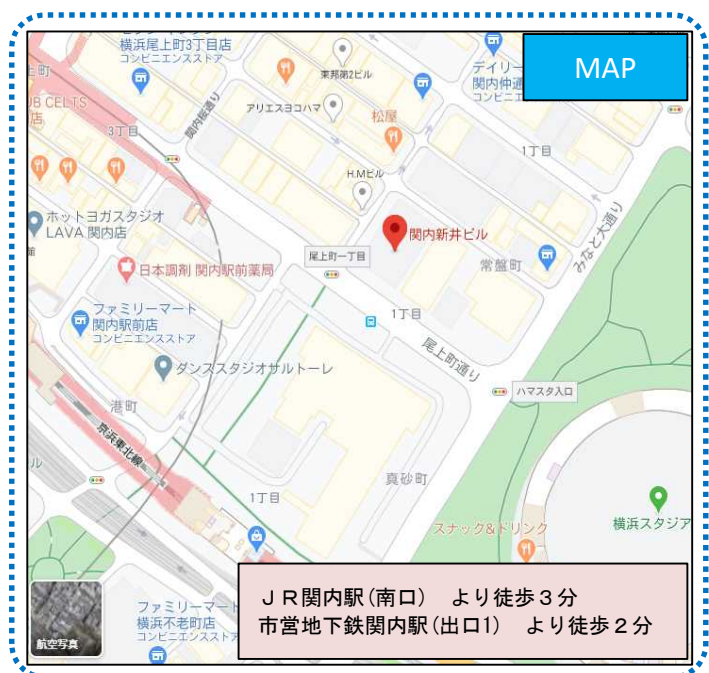 横浜尾上町3丁目店
コンビニエンスストア
東邦第2ビル
デイリー
関内仲通
コンビニエ
MAP
UB CELTS
店
アリエスヨコハマ
関内桜通り
3丁目
松屋
1丁目
H.Mビル
ホットヨガスタジオ
LAVA 関内店
関内新井ビル
みなと大通り
尾上町一丁目
常盤町
日本調剤 関内駅前薬局
ファミリーマート
関内駅前店
コンビニエンスストア
1丁目
尾上町通り
ダンススタジオサルトーレ
ハマスタ入口
港町
京浜東北線
ル
真砂町
1丁目
スナック&ドリンク
横浜スタジア
JR関内駅(南口) より徒歩3分
市営地下鉄関内駅(出口1) より徒歩2分
ファミリーマート
横浜不老町店
コンビニエンススト
航空写真